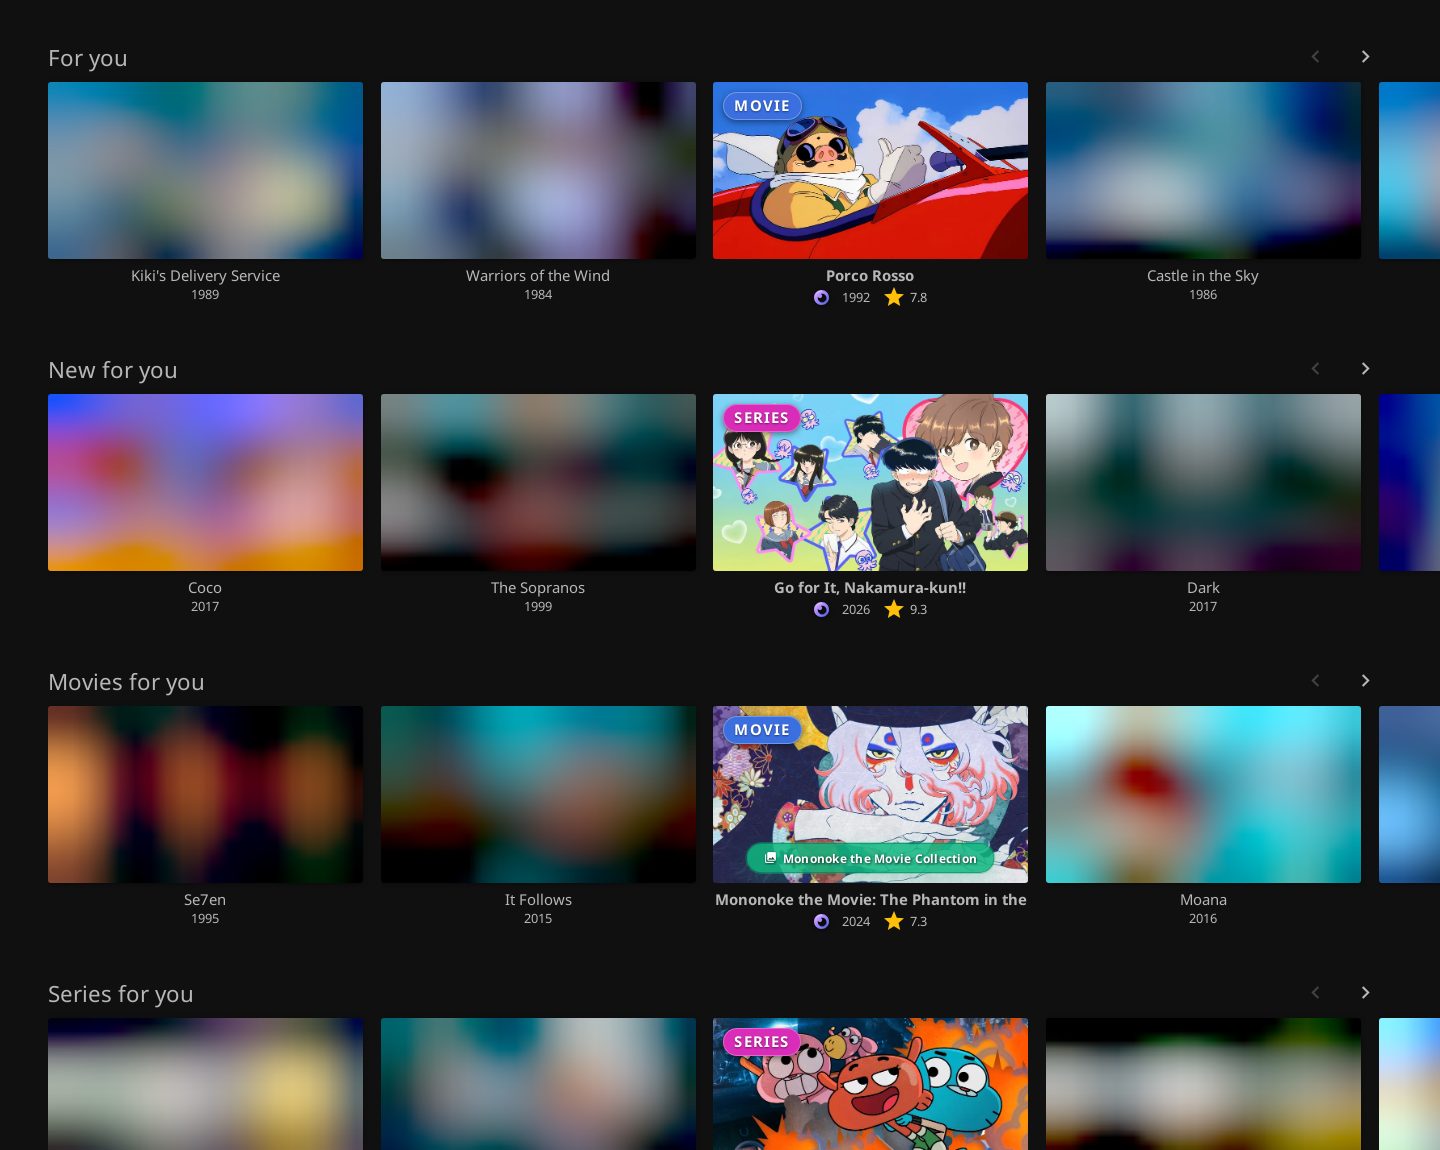 For you
MOVIE
Kiki's Delivery Service
1989
Warriors of the Wind
1984
Porco Rosso
1992 7.8
Castle in the Sky
1986
New for you
SERIES
Coco
2017
The Sopranos
1999
Go for It, Nakamura-kun!!
2026 9.3
Dark
2017
Movies for you
MOVIE
Mononoke the Movie Collection
Se7en
1995
It Follows
2015
Mononoke the Movie: The Phantom in the
2024 7.3
Moana
2016
Series for you
SERIES